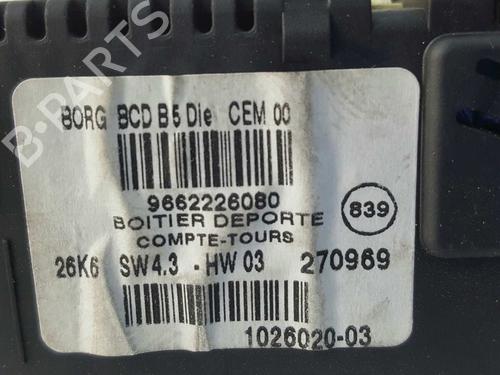 B-PARTS
BORG BCD B5 Die CEM 00
9662226080
BOITIER DEPORTE
839
COMPTE-TOURS
26K6 SW4.3 - HW 03 270969
1026020-03